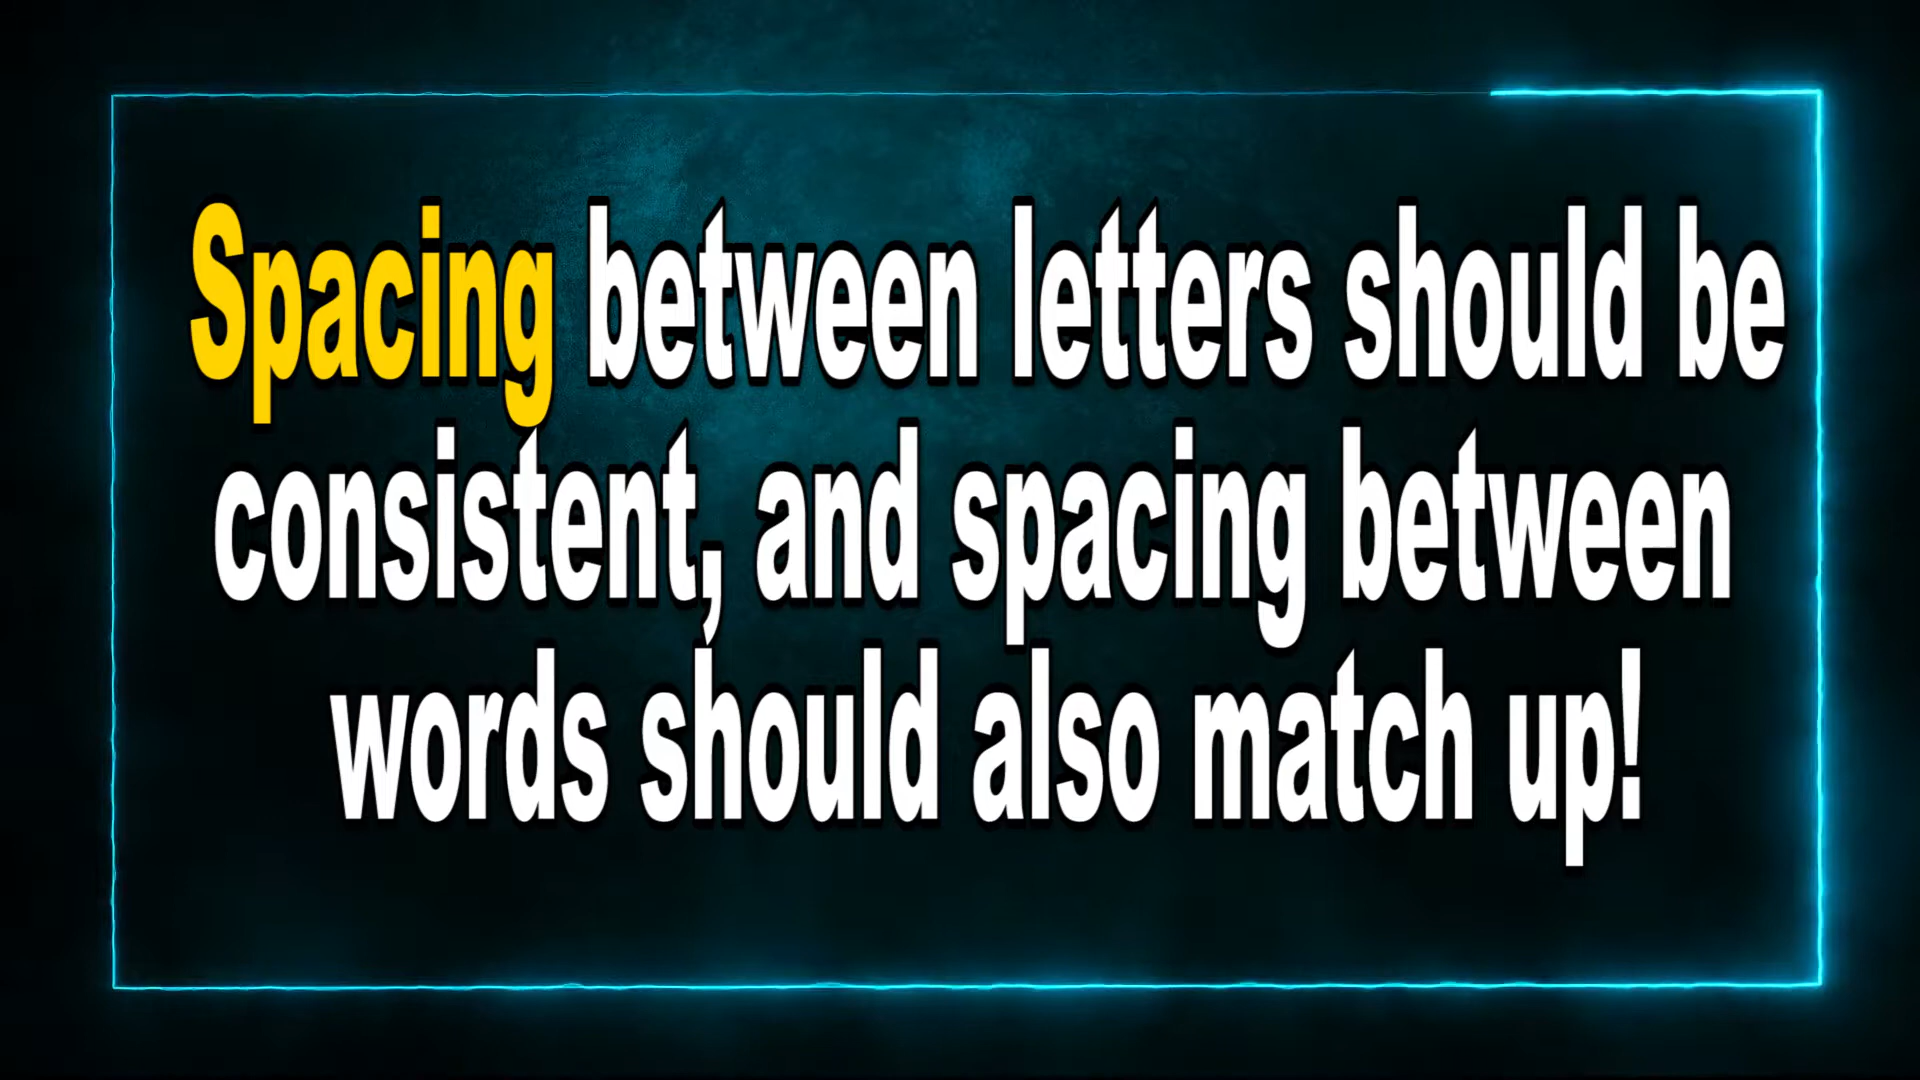 Spacing between letters should be
consistent, and spacing between
words should also match up!